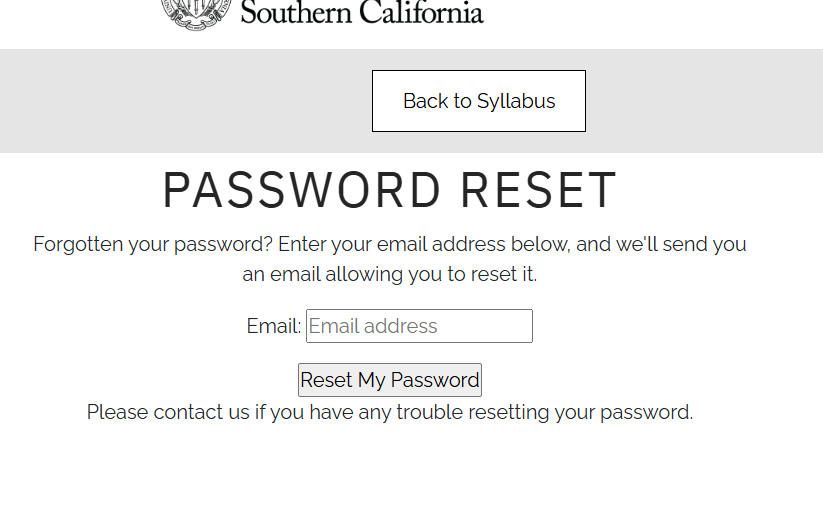 Southern California
Back to Syllabus
PASSWORD RESET
Forgotten your password? Enter your email address below, and we'll send you
an email allowing you to reset it.
Email: Email address
Reset My Password
Please contact us if you have any trouble resetting your password.